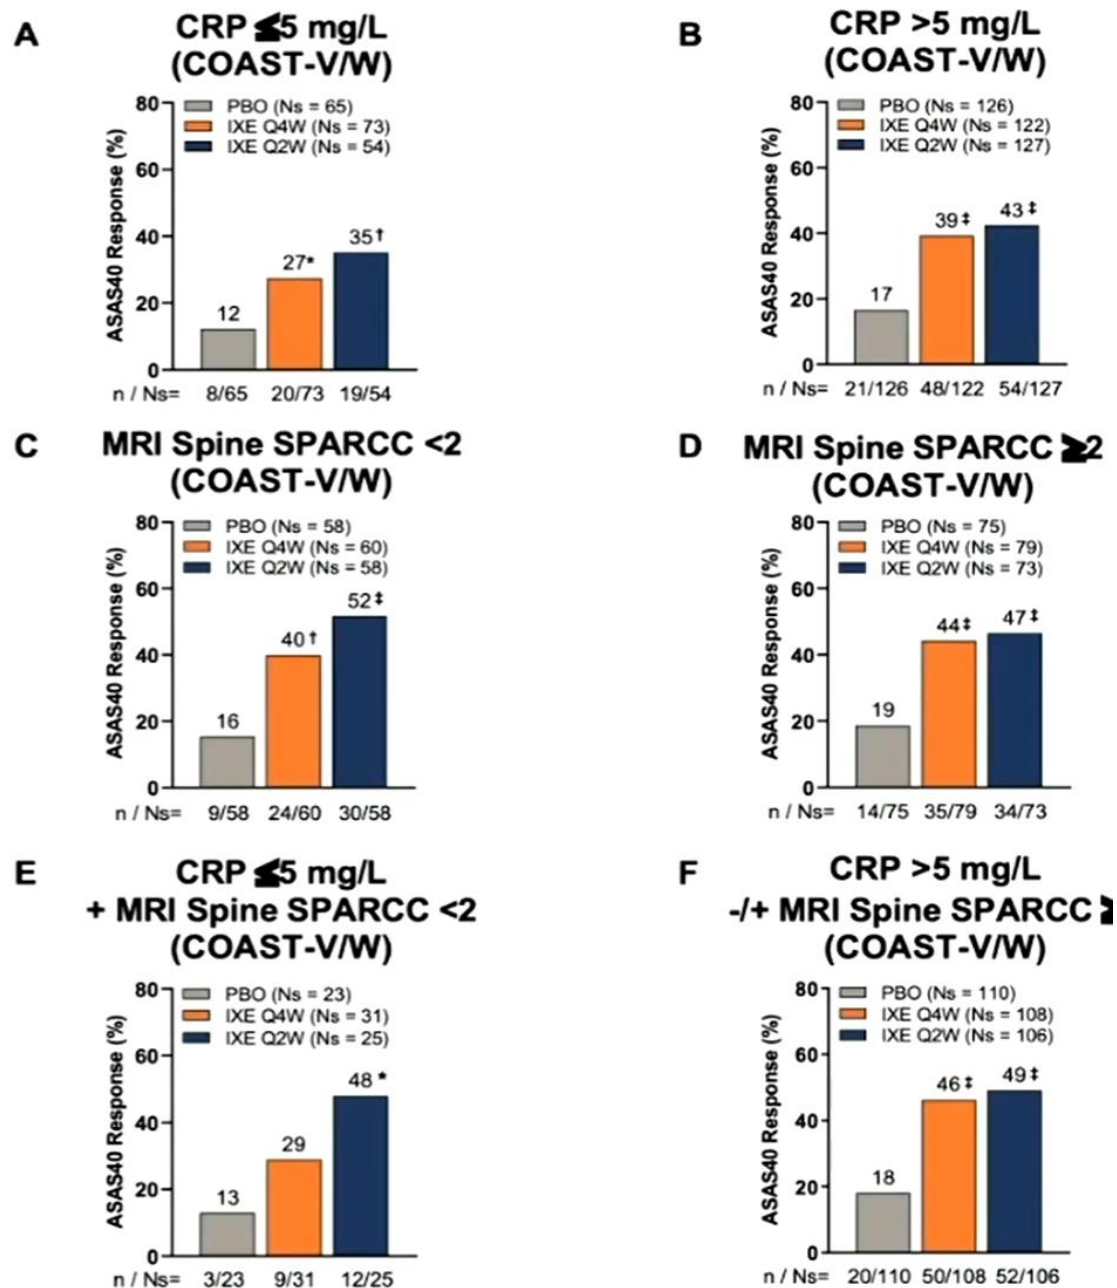 A
CRP ≤5 mg/L
(COAST-V/W)
80
60
40
20
0
ASAS40 Response (%)
PBO (Ns = 65)
IXE Q4W (Ns = 73)
IXE Q2W (Ns = 54)
12
27*
35†
n / Ns= 8/65 20/73 19/54
B
CRP >5 mg/L
(COAST-V/W)
80
60
40
20
0
ASAS40 Response (%)
PBO (Ns = 126)
IXE Q4W (Ns = 122)
IXE Q2W (Ns = 127)
17
39‡
43‡
n / Ns= 21/126 48/122 54/127
C
MRI Spine SPARCC <2
(COAST-V/W)
80
60
40
20
0
ASAS40 Response (%)
PBO (Ns = 58)
IXE Q4W (Ns = 60)
IXE Q2W (Ns = 58)
16
40†
52‡
n / Ns= 9/58 24/60 30/58
D
MRI Spine SPARCC ≥2
(COAST-V/W)
80
60
40
20
0
ASAS40 Response (%)
PBO (Ns = 75)
IXE Q4W (Ns = 79)
IXE Q2W (Ns = 73)
19
44‡
47‡
n / Ns= 14/75 35/79 34/73
E
CRP ≤5 mg/L
+ MRI Spine SPARCC <2
(COAST-V/W)
80
60
40
20
0
ASAS40 Response (%)
PBO (Ns = 23)
IXE Q4W (Ns = 31)
IXE Q2W (Ns = 25)
13
29
48 *
n / Ns= 3/23 9/31 12/25
F
CRP >5 mg/L
-/+ MRI Spine SPARCC ≥
(COAST-V/W)
80
60
40
20
0
ASAS40 Response (%)
PBO (Ns = 110)
IXE Q4W (Ns = 108)
IXE Q2W (Ns = 106)
18
46‡
49‡
n / Ns= 20/110 50/108 52/106